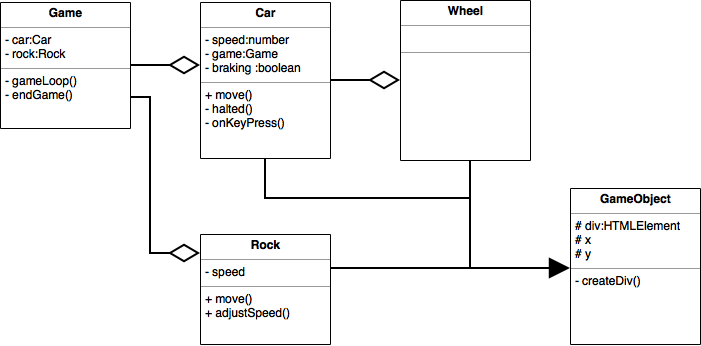 Game
- car:Car
- rock:Rock
- gameLoop()
- endGame()
Car
- speed:number
- game:Game
- braking :boolean
+ move()
- halted()
- onKeyPress()
Wheel
Rock
- speed
+ move()
+ adjustSpeed()
GameObject
# div:HTMLElement
# x
# y
- createDiv()